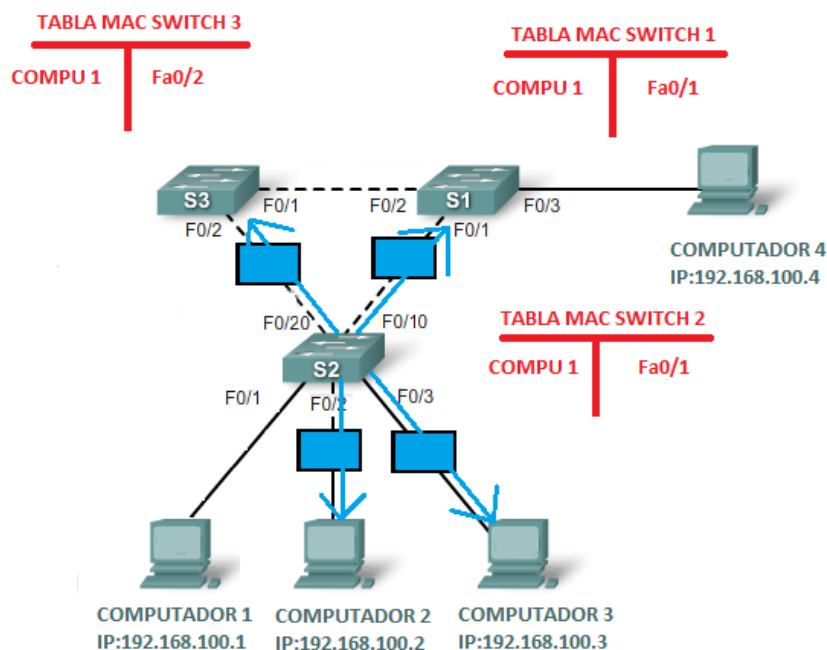 TABLA MAC SWITCH 3
COMPU 1 Fa0/2
TABLA MAC SWITCH 1
COMPU 1 Fa0/1
S3
F0/1
F0/2
S1
F0/3
F0/2
F0/1
COMPUTADOR 4
IP:192.168.100.4
F0/20
F0/10
TABLA MAC SWITCH 2
COMPU 1 Fa0/1
S2
F0/1
F0/2
F0/3
COMPUTADOR 1
IP:192.168.100.1
COMPUTADOR 2
IP:192.168.100.2
COMPUTADOR 3
IP:192.168.100.3